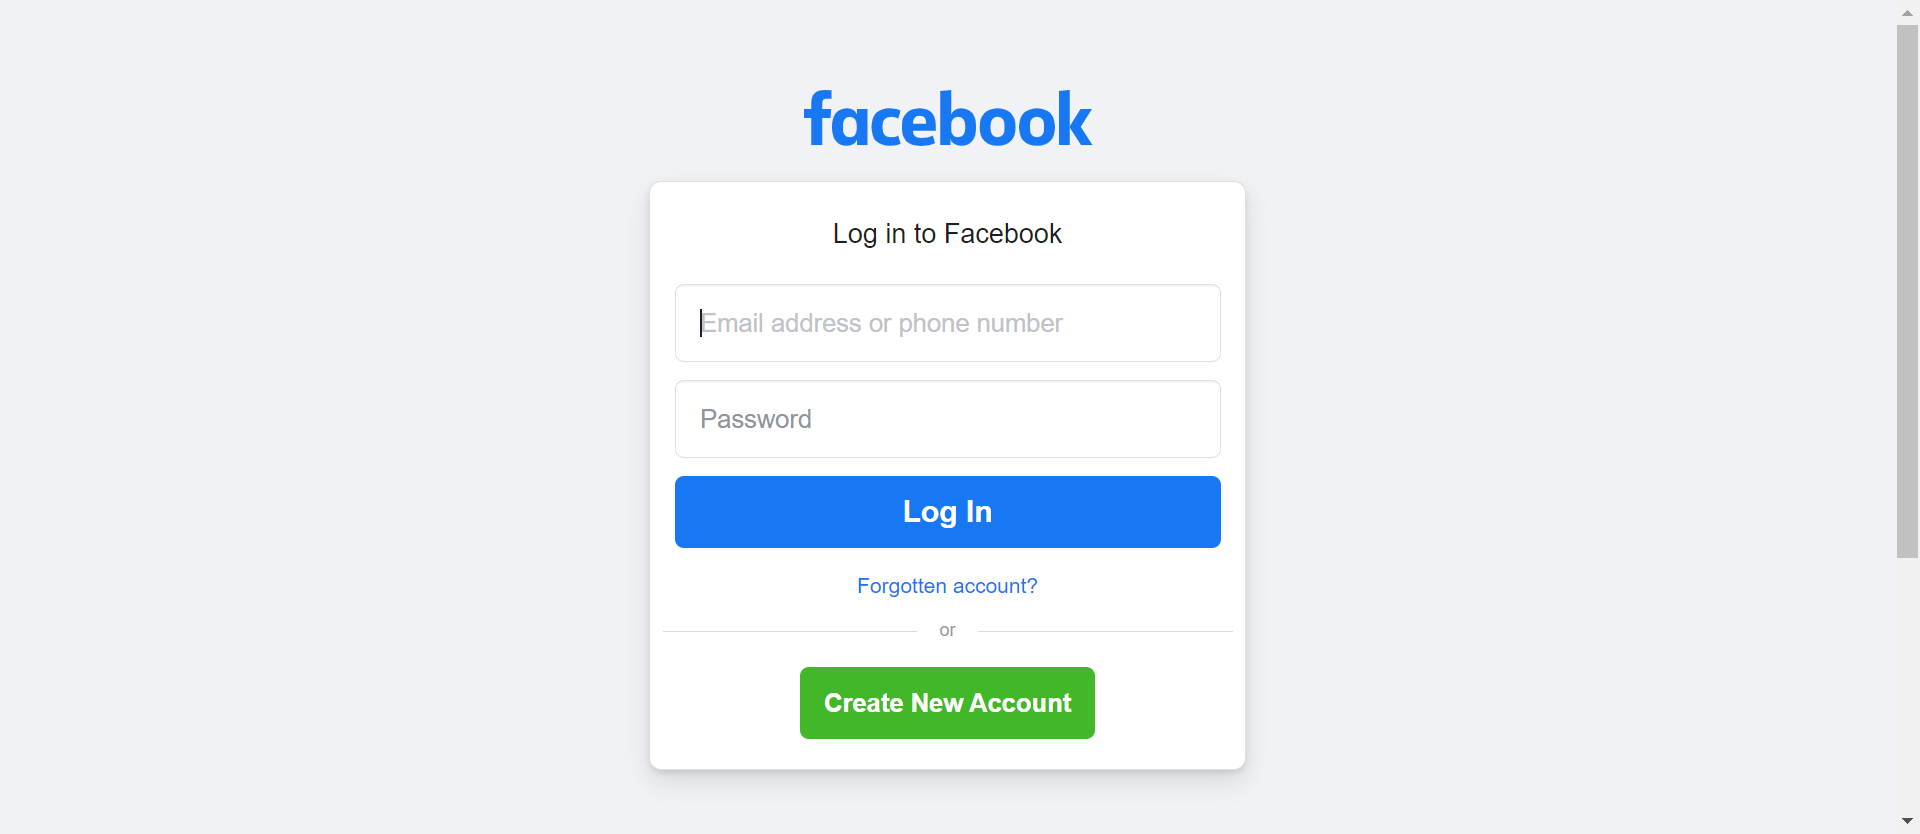 facebook
Log in to Facebook
Email address or phone number
Password
Log In
Forgotten account?
or
Create New Account